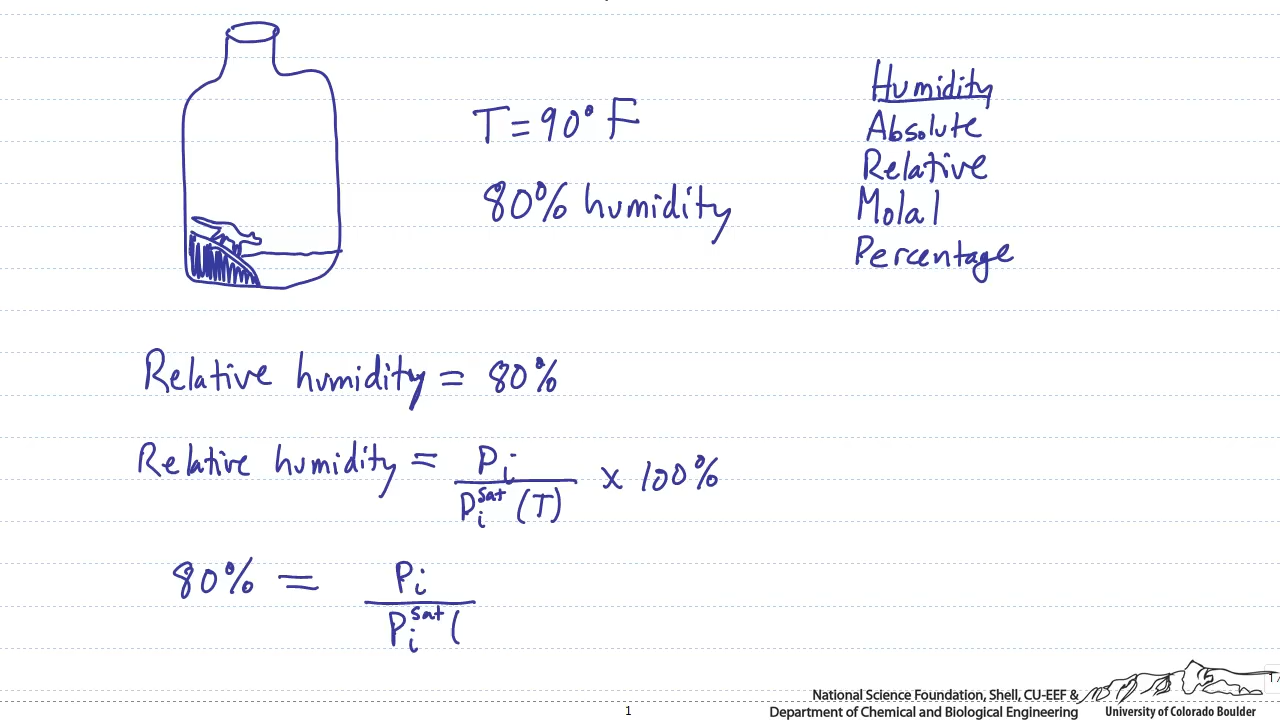 T = 90° F
80% humidity
Humidity
Absolute
Relative
Molal
Percentage
Relative humidity = 80%
Relative humidity = Pi / Pi^sat (T) x 100%
80% = Pi / Pi^sat (
National Science Foundation, Shell, CU-EEF &
Department of Chemical and Biological Engineering
University of Colorado Boulder
1